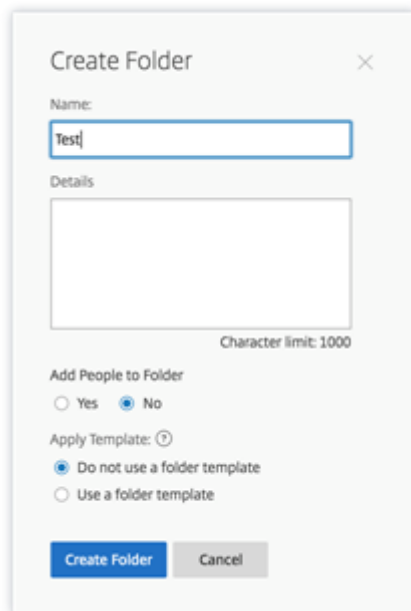 Create Folder
Name:
Test
Details
Character limit: 1000
Add People to Folder
Yes No
Apply Template: ?
Do not use a folder template
Use a folder template
Create Folder Cancel